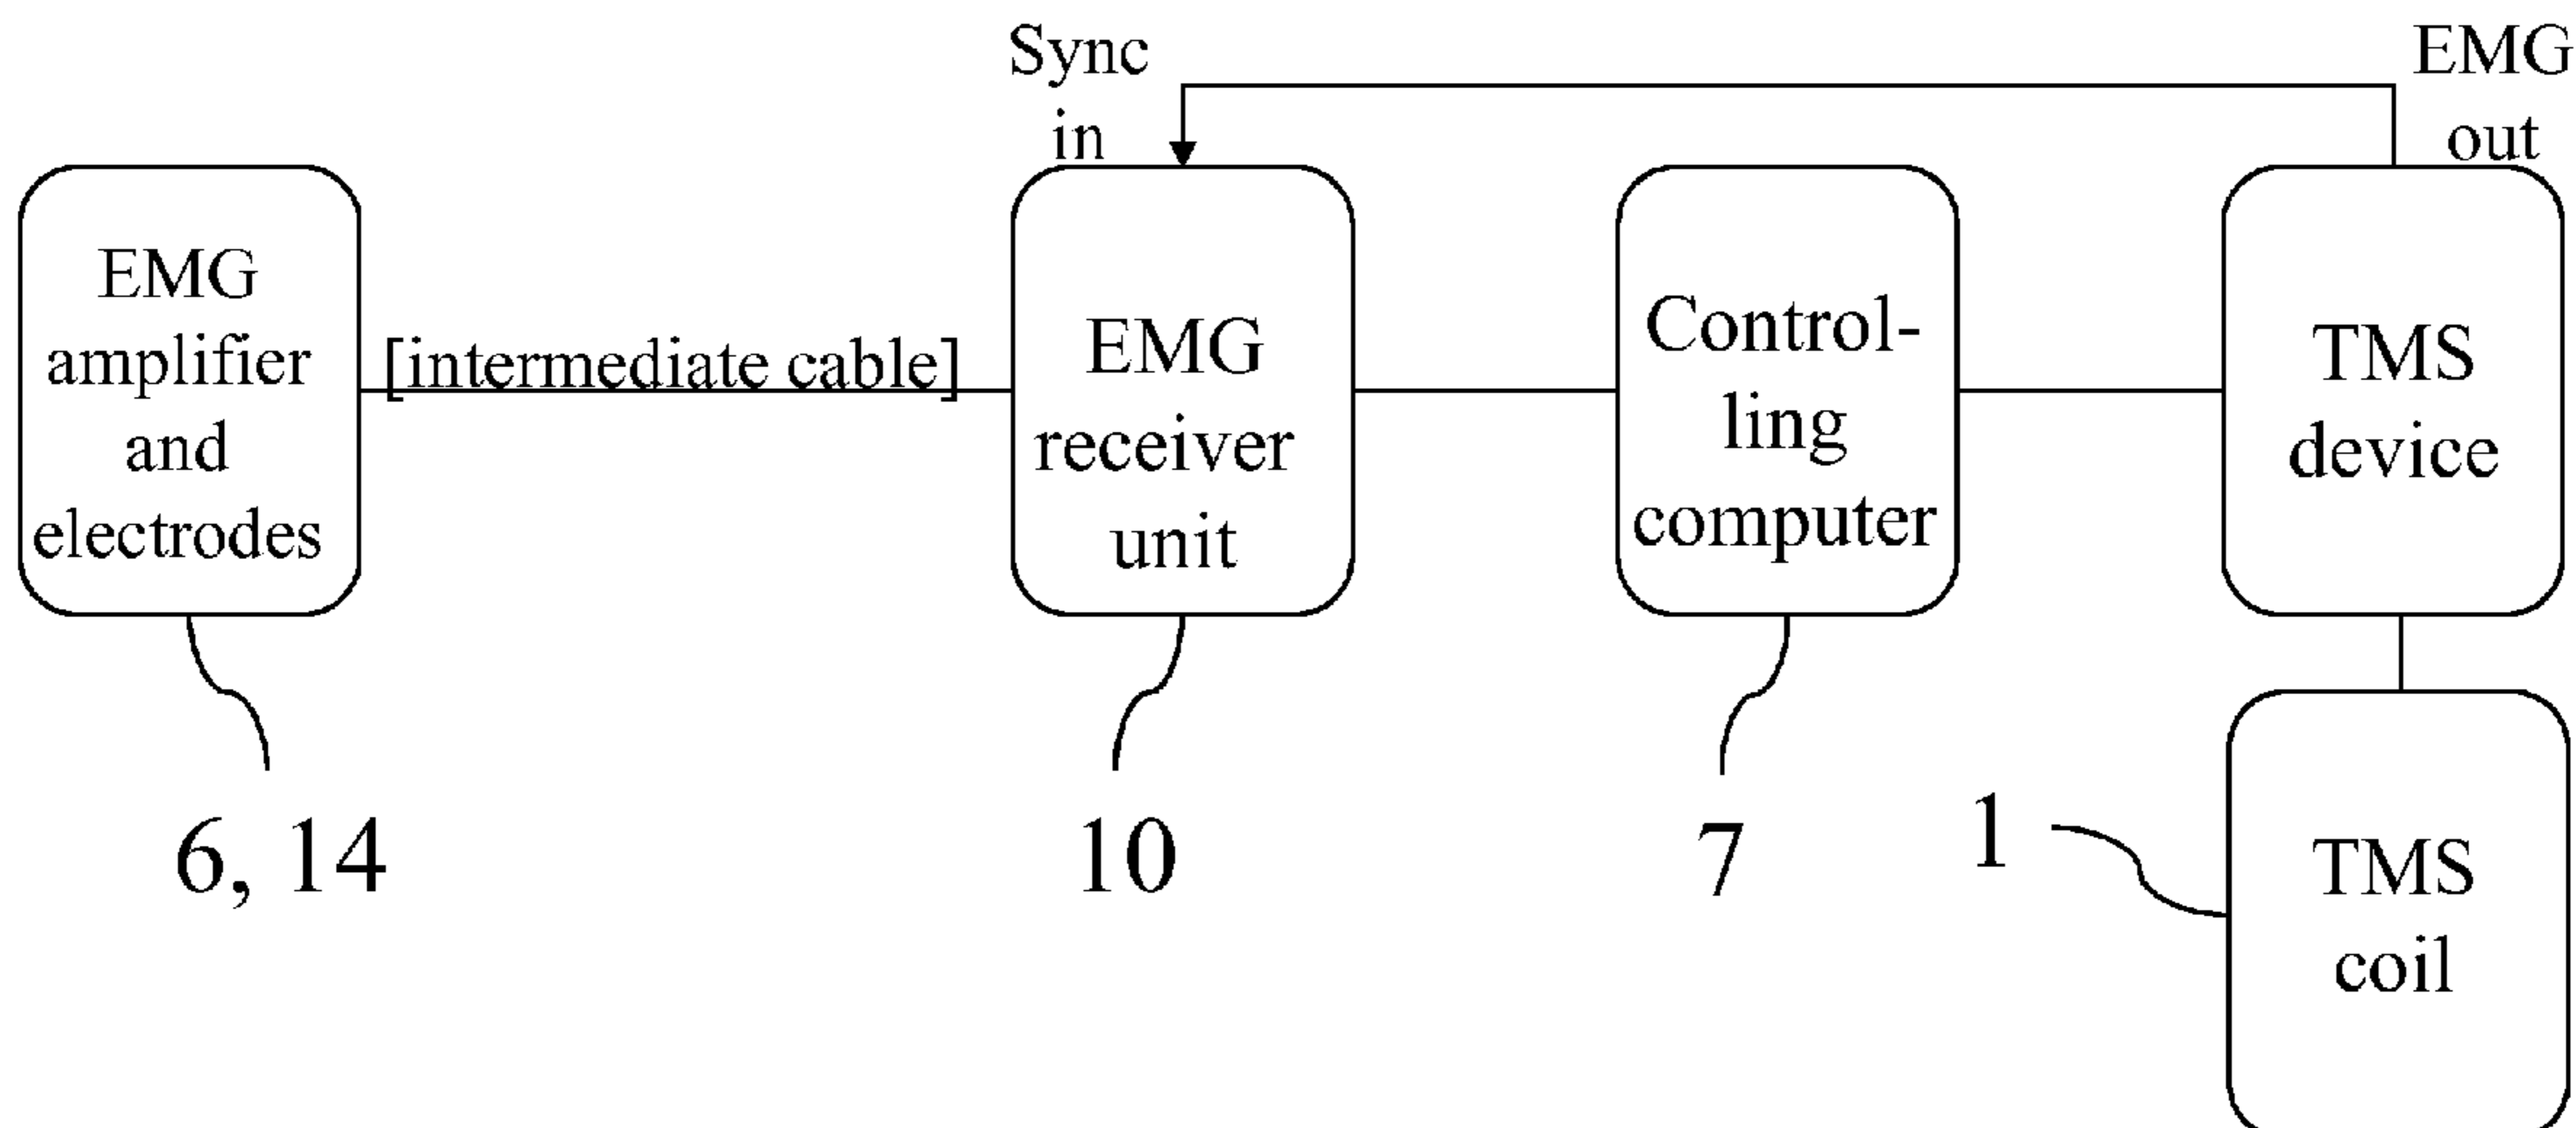 Sync
in
EMG
out
EMG
amplifier
and
electrodes
[intermediate cable]
EMG
receiver
unit
Control-
ling
computer
TMS
device
6, 14
10
7
1
TMS
coil